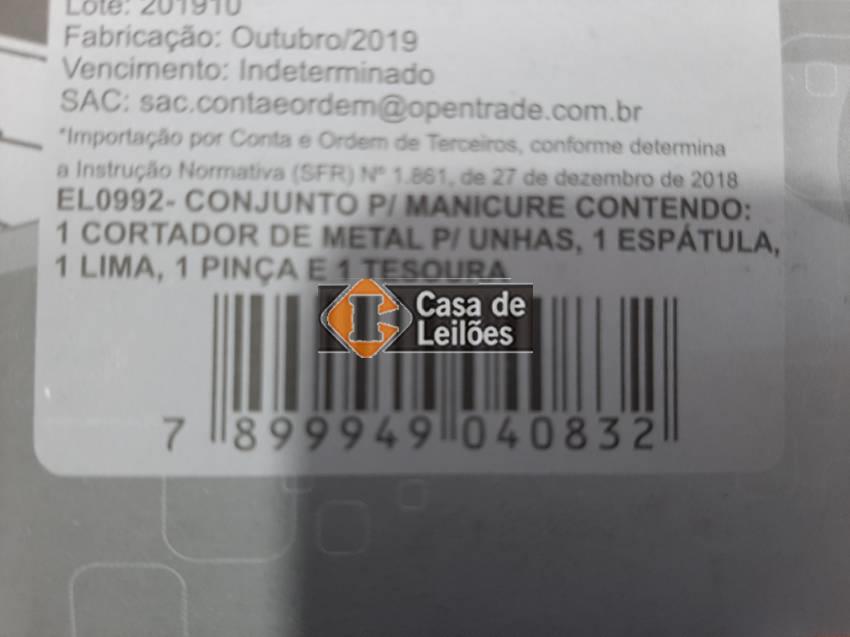 Lote: 201910
Fabricação: Outubro/2019
Vencimento: Indeterminado
SAC: sac.contaeordem@opentrade.com.br
*Importação por Conta e Ordem de Terceiros, conforme determina
a Instrução Normativa (SFR) Nº 1.861, de 27 de dezembro de 2018
EL0992- CONJUNTO P/ MANICURE CONTENDO:
1 CORTADOR DE METAL P/ UNHAS, 1 ESPÁTULA,
1 LIMA, 1 PINÇA E 1 TESOURA
Casa de
Leilões
7 899949 040832